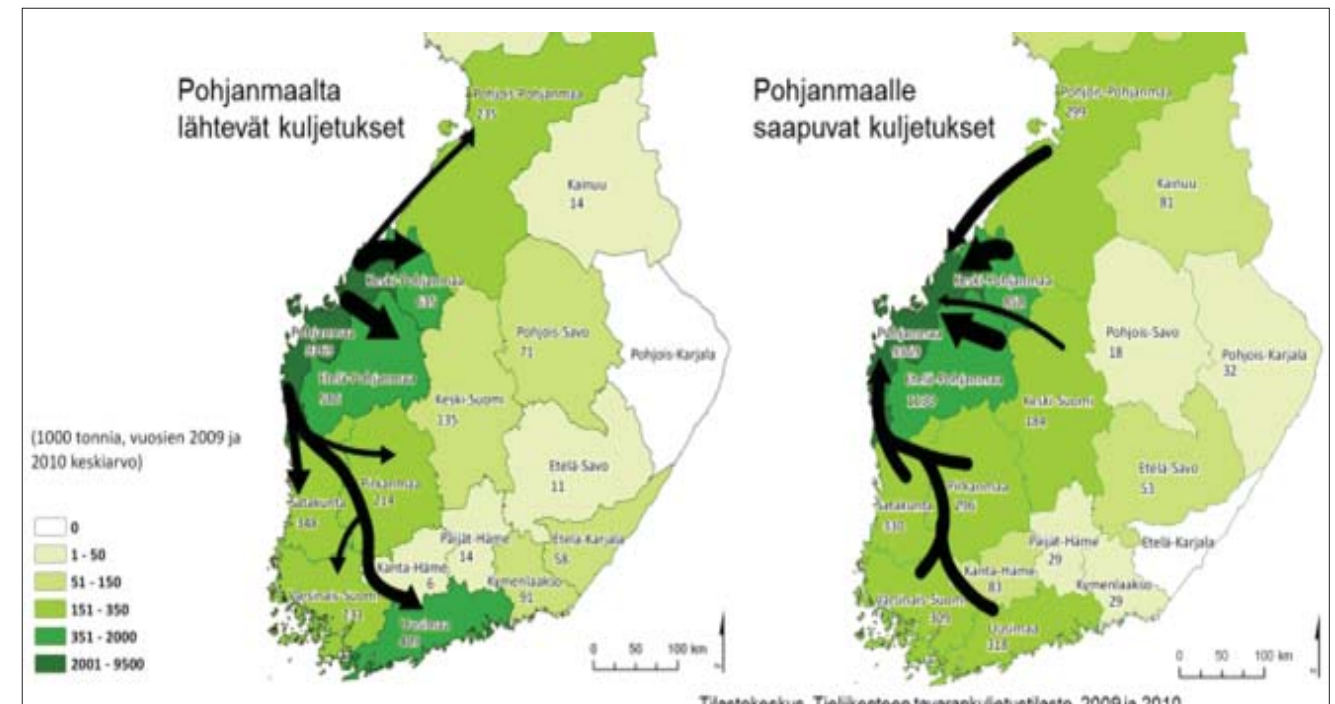 Pohjanmaalta
lähtevät kuljetukset
Pohjois-Pohjanmaa
235
Kainuu
14
Keski-Pohjanmaa
Pohjanmaa
Pohjois-Savo
71
Pohjois-Karjala
Etelä-Pohjanmaa
Keski-Suomi
135
Etelä-Savo
11
Pirkanmaa
214
Satakunta
348
Päijät-Häme
14
Etelä-Karjala
58
Kanta-Häme
6
Kymenlaakso
91
Varsinais-Suomi
Uusimaa
(1000 tonnia, vuosien 2009 ja
2010 keskiarvo)
0
1 - 50
51 - 150
151 - 350
351 - 2000
2001 - 9500
0 50 100 km
Pohjanmaalle
saapuvat kuljetukset
Pohjois-Pohjanmaa
299
Kainuu
81
Keski-Pohjanmaa
Pohjanmaa
Pohjois-Savo
18
Pohjois-Karjala
32
Etelä-Pohjanmaa
Keski-Suomi
184
Etelä-Savo
53
Pirkanmaa
296
Satakunta
330
Päijät-Häme
29
Etelä-Karjala
Kanta-Häme
83
Kymenlaakso
29
Varsinais-Suomi
309
Uusimaa
318
0 50 100 km
Tilastokeskus, Tieliikenteen tavarankuljetustilasto, 2009 ja 2010